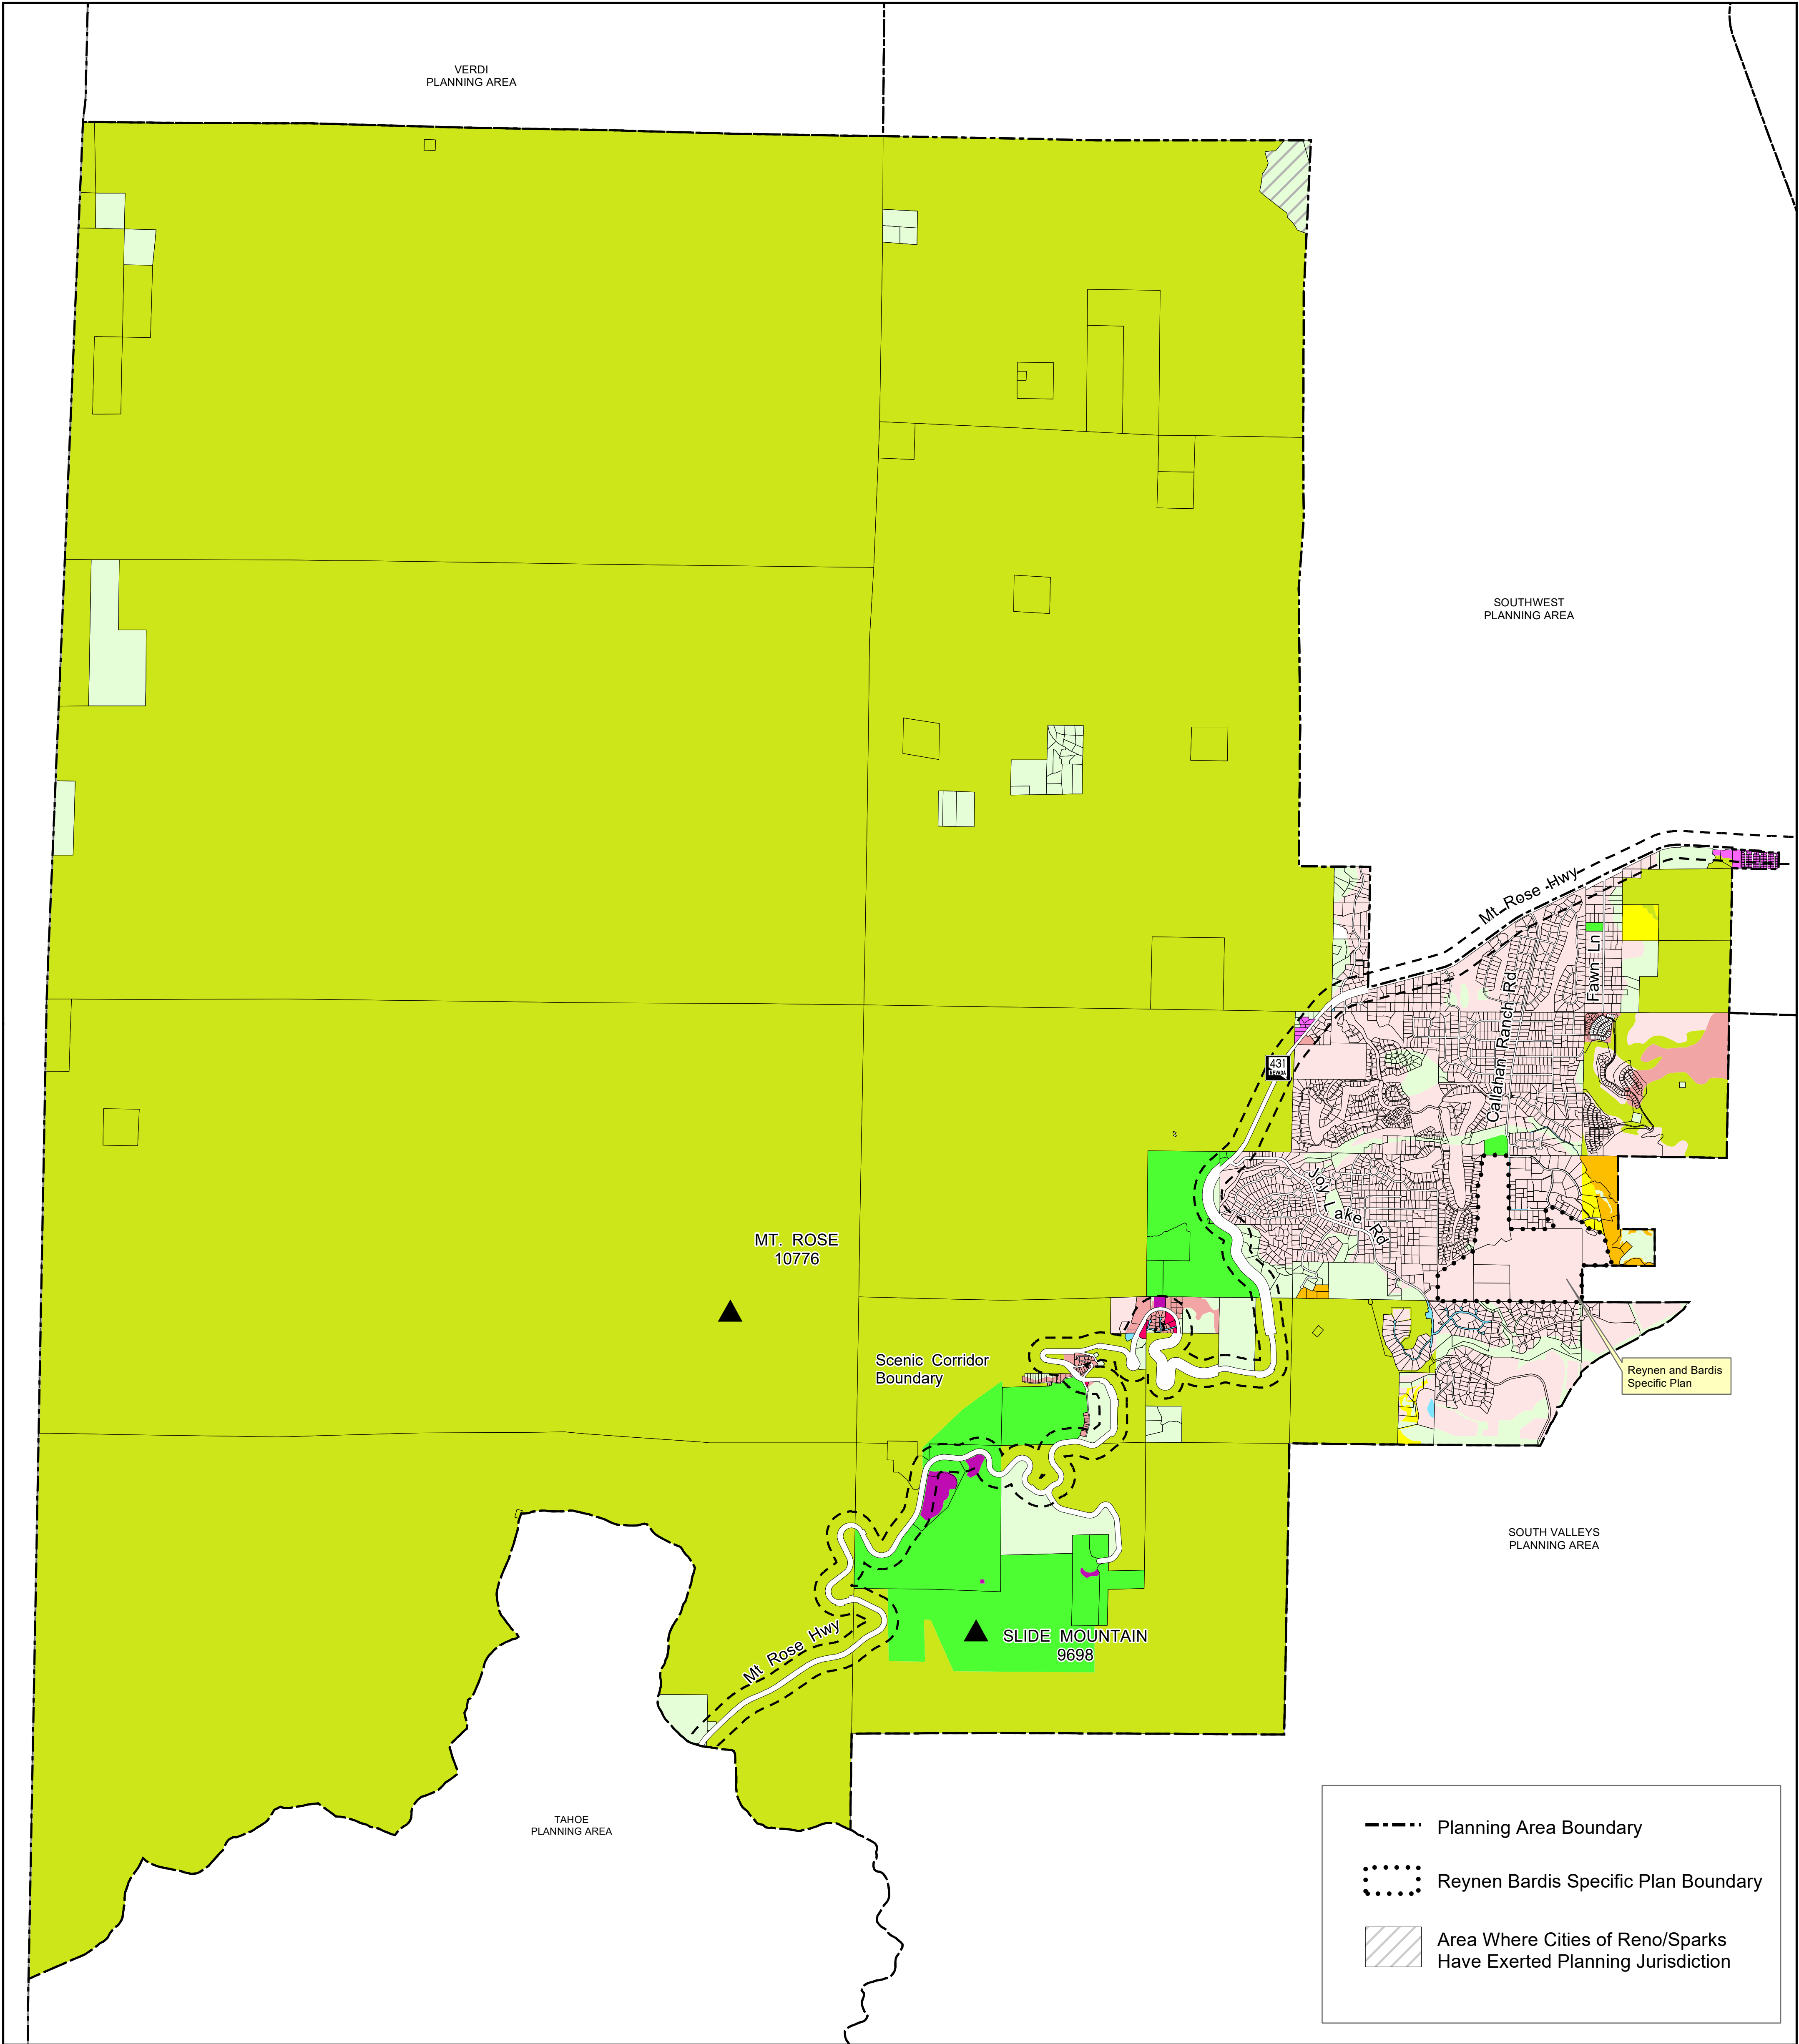 VERDI
PLANNING AREA
SOUTHWEST
PLANNING AREA
Mt. Rose Hwy
Fawn Ln
Callahan Ranch Rd
431
NEVADA
Joy Lake Rd
MT. ROSE
10776
Scenic Corridor
Boundary
Reynen and Bardis
Specific Plan
SOUTH VALLEYS
PLANNING AREA
SLIDE MOUNTAIN
9698
Mt Rose Hwy
TAHOE
PLANNING AREA
Planning Area Boundary
Reynen Bardis Specific Plan Boundary
Area Where Cities of Reno/Sparks
Have Exerted Planning Jurisdiction